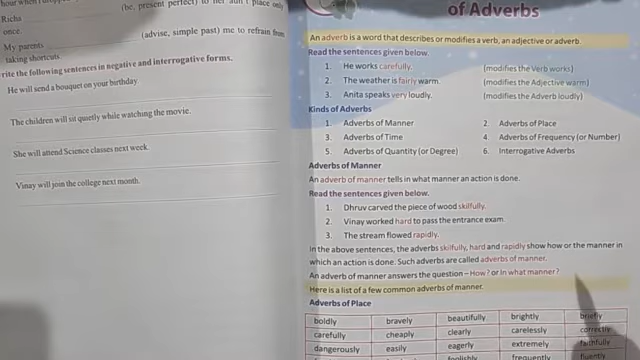 (be, present perfect) to her aunt's place only
Richa
once.
My parents (advise, simple past) me to refrain from
taking shortcuts.
rite the following sentences in negative and interrogative forms.
He will send a bouquet on your birthday.
The children will sit quietly while watching the movie.
She will attend Science classes next week.
Vinay will join the college next month.
of Adverbs
An adverb is a word that describes or modifies a verb, an adjective or adverb.
Read the sentences given below.
1. He works carefully. (modifies the Verb works)
2. The weather is fairly warm. (modifies the Adjective warm)
3. Anita speaks very loudly. (modifies the Adverb loudly)
Kinds of Adverbs
1. Adverbs of Manner 2. Adverbs of Place
3. Adverbs of Time 4. Adverbs of Frequency (or Number)
5. Adverbs of Quantity (or Degree) 6. Interrogative Adverbs
Adverbs of Manner
An adverb of manner tells in what manner an action is done.
Read the sentences given below.
1. Dhruv carved the piece of wood skilfully.
2. Vinay worked hard to pass the entrance exam.
3. The stream flowed rapidly.
In the above sentences, the adverbs skilfully, hard and rapidly show how or the manner in
which an action is done. Such adverbs are called adverbs of manner.
An adverb of manner answers the question – How? or In what manner?
Here is a list of a few common adverbs of manner.
Adverbs of Place
boldly bravely beautifully brightly briefly
carefully cheaply clearly carelessly correctly
dangerously easily eagerly extremely faithfully
foolishly frequently fluently